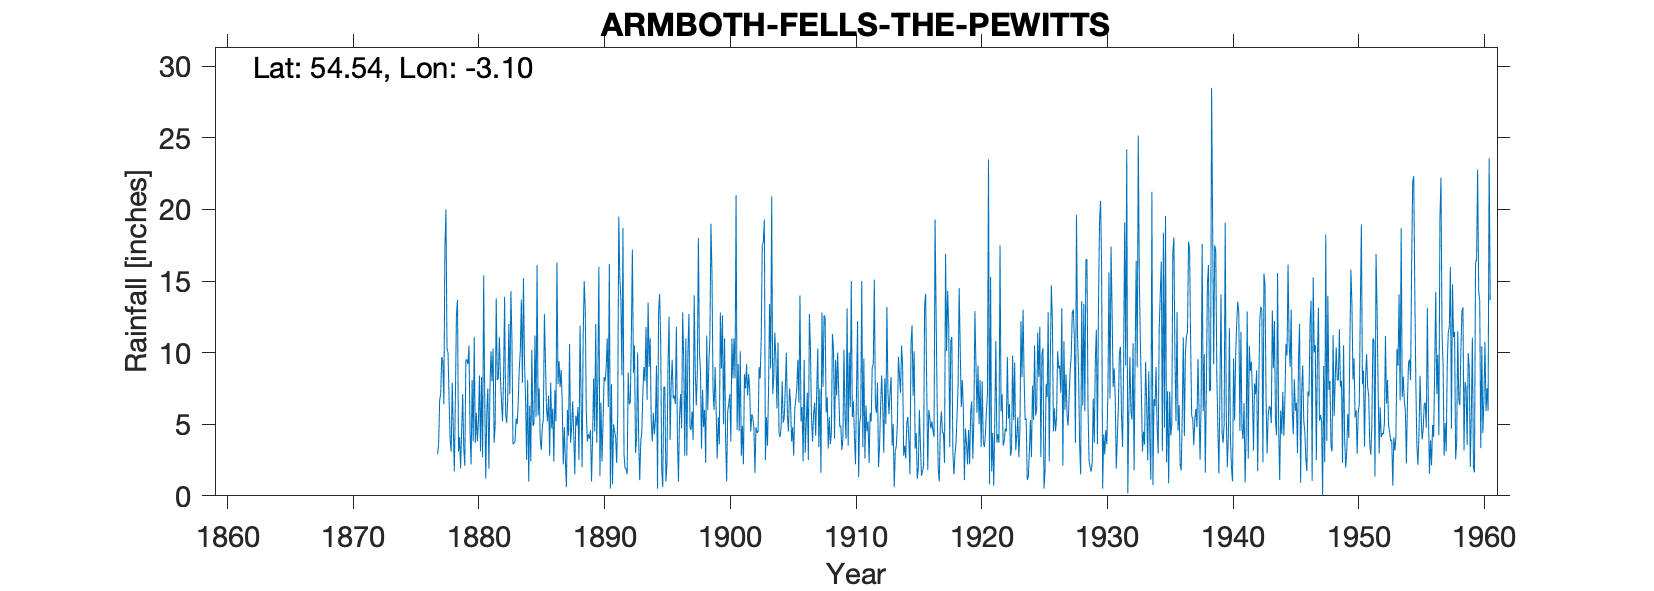 ARMBOTH-FELLS-THE-PEWITTS
Lat: 54.54, Lon: -3.10
30
25
20
15
10
5
0
Rainfall [inches]
1860 1870 1880 1890 1900 1910 1920 1930 1940 1950 1960
Year